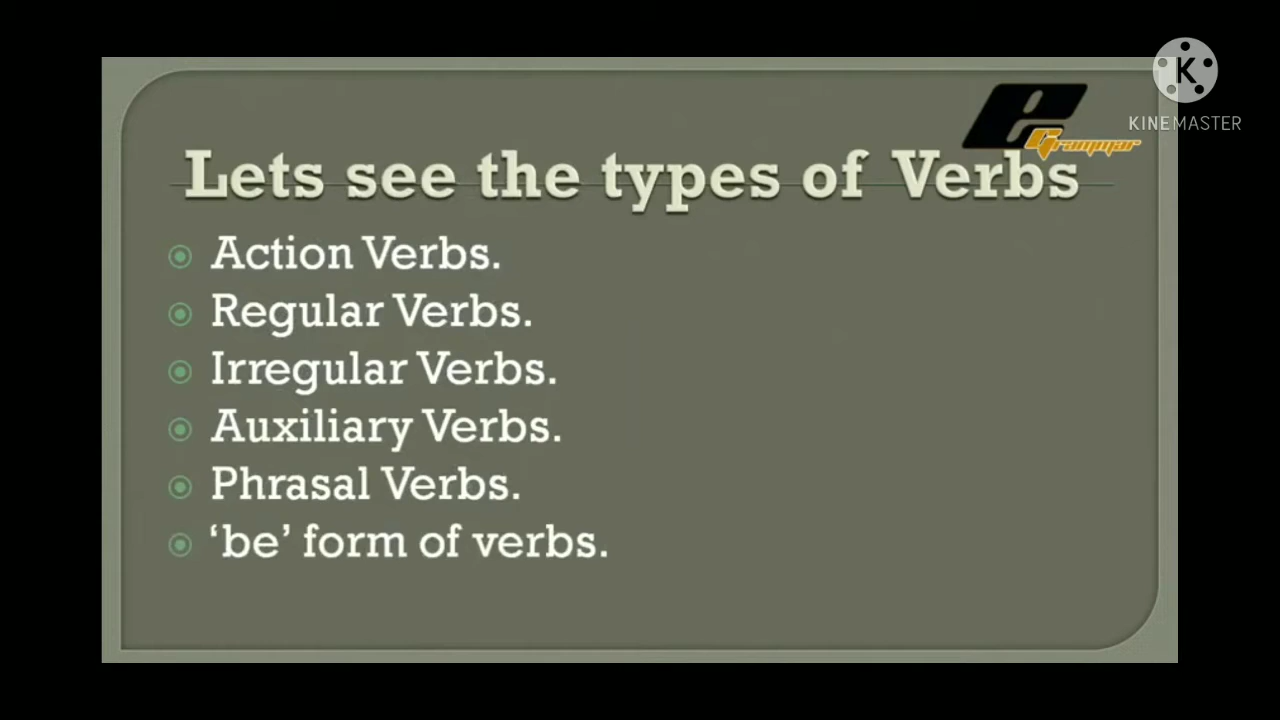 K
KINEMASTER
e
Grammar
Lets see the types of Verbs
Action Verbs.
Regular Verbs.
Irregular Verbs.
Auxiliary Verbs.
Phrasal Verbs.
‘be’ form of verbs.